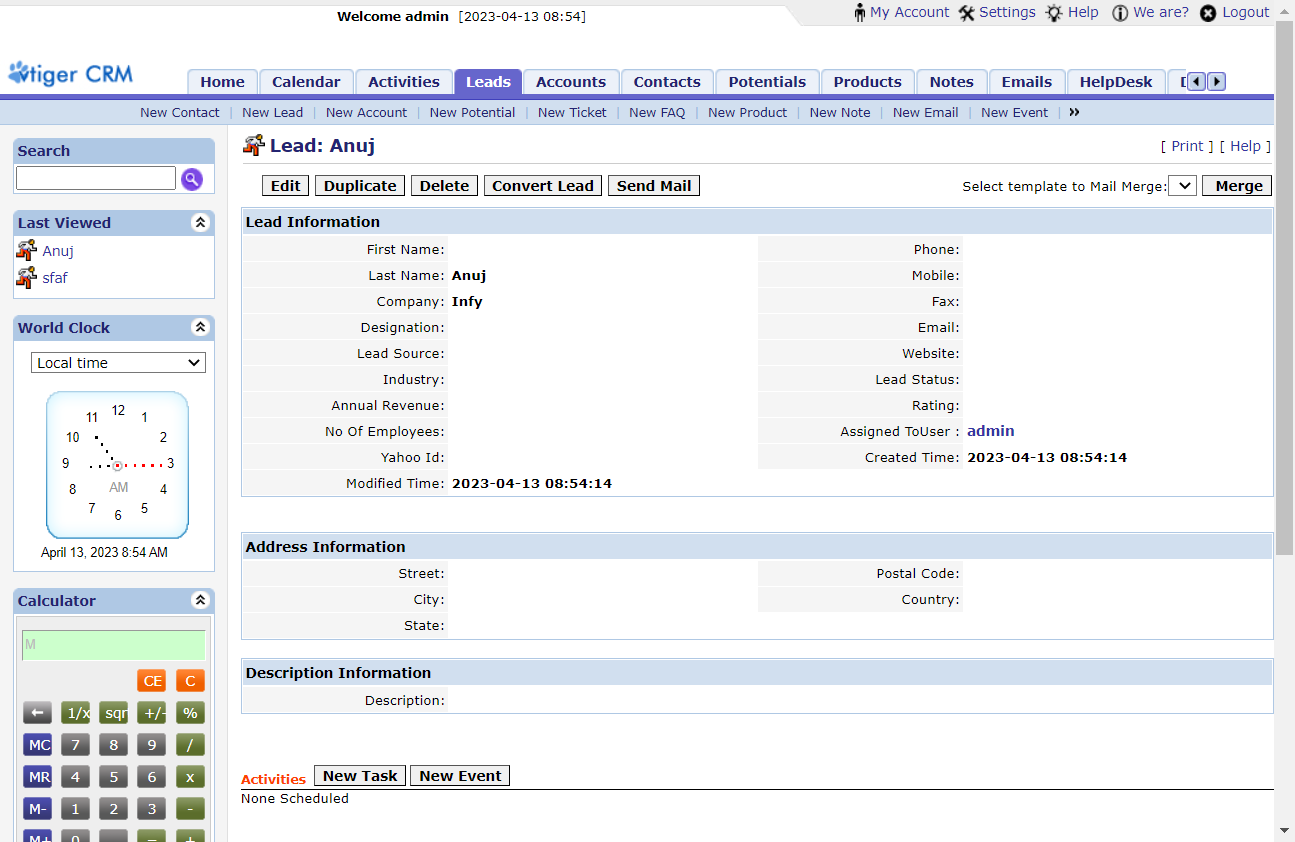 Welcome admin [2023-04-13 08:54]
My Account Settings Help We are? Logout
vtiger CRM
Home Calendar Activities Leads Accounts Contacts Potentials Products Notes Emails HelpDesk
New Contact | New Lead | New Account | New Potential | New Ticket | New FAQ | New Product | New Note | New Email | New Event | »
Search
Last Viewed
Anuj
sfaf
World Clock
Local time
12
11 1
10 2
9 3
AM
8 4
7 5
6
April 13, 2023 8:54 AM
Calculator
M
CE C
← 1/x sqr +/- %
MC 7 8 9 /
MR 4 5 6 x
M- 1 2 3 -
M+ 0 . = +
Lead: Anuj
[ Print ] [ Help ]
Edit Duplicate Delete Convert Lead Send Mail
Select template to Mail Merge: Merge
Lead Information
First Name: Phone:
Last Name: Anuj Mobile:
Company: Infy Fax:
Designation: Email:
Lead Source: Website:
Industry: Lead Status:
Annual Revenue: Rating:
No Of Employees: Assigned ToUser : admin
Yahoo Id: Created Time: 2023-04-13 08:54:14
Modified Time: 2023-04-13 08:54:14
Address Information
Street: Postal Code:
City: Country:
State:
Description Information
Description:
Activities New Task New Event
None Scheduled